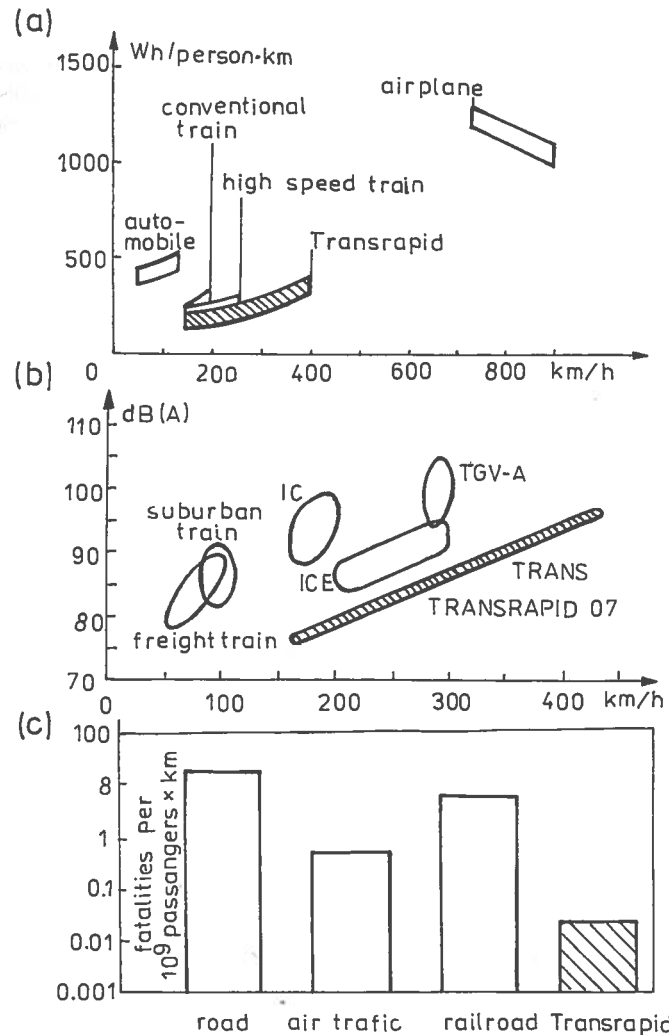 (a)
Wh/person·km
1500
1000
500
0
airplane
conventional
train
high speed train
auto-
mobile
Transrapid
200
400
600
800
km/h
(b)
dB(A)
110
100
90
80
70
TGV-A
IC
suburban
train
ICE
TRANS
TRANSRAPID 07
freight train
0
100
200
300
400
km/h
(c)
100
8
1
0.1
0.01
0.001
fatalities per
10⁹ passangers × km
road
air trafic
railroad
Transrapid